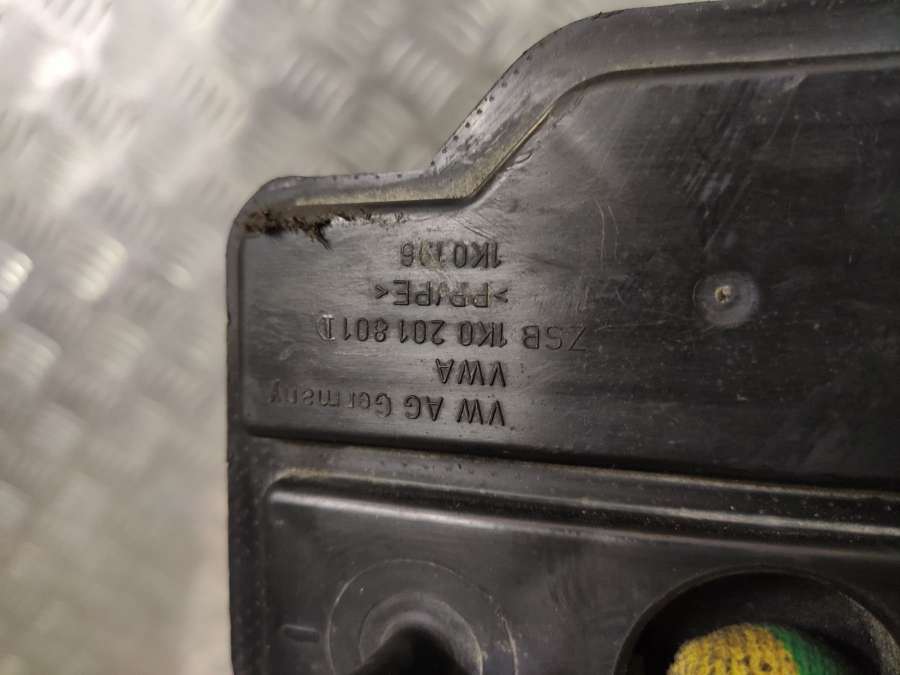 VW AG Germany
VWA
ZSB 1K0 201 801 D
>PP/PE<
1K0196